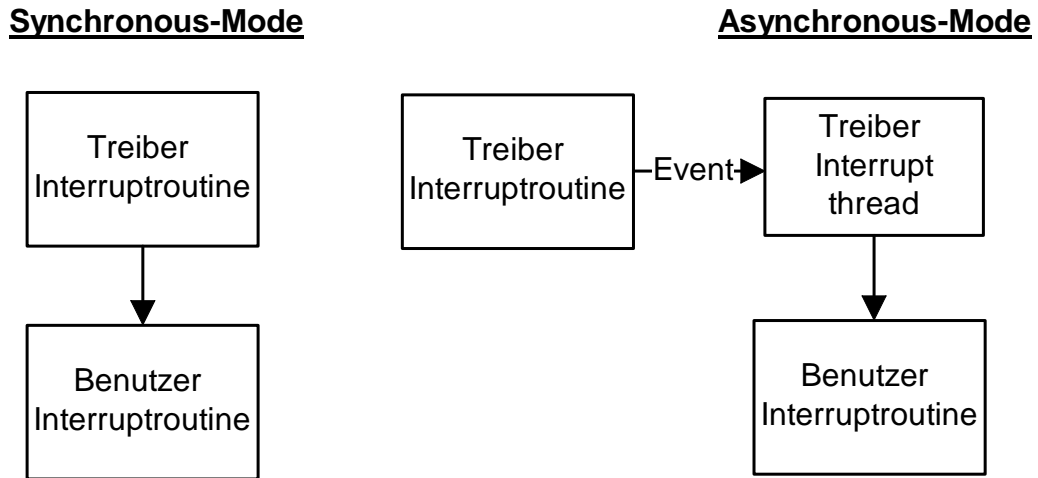 Synchronous-Mode
Asynchronous-Mode
Treiber
Interruptroutine
Benutzer
Interruptroutine
Treiber
Interruptroutine
Event
Treiber
Interrupt
thread
Benutzer
Interruptroutine